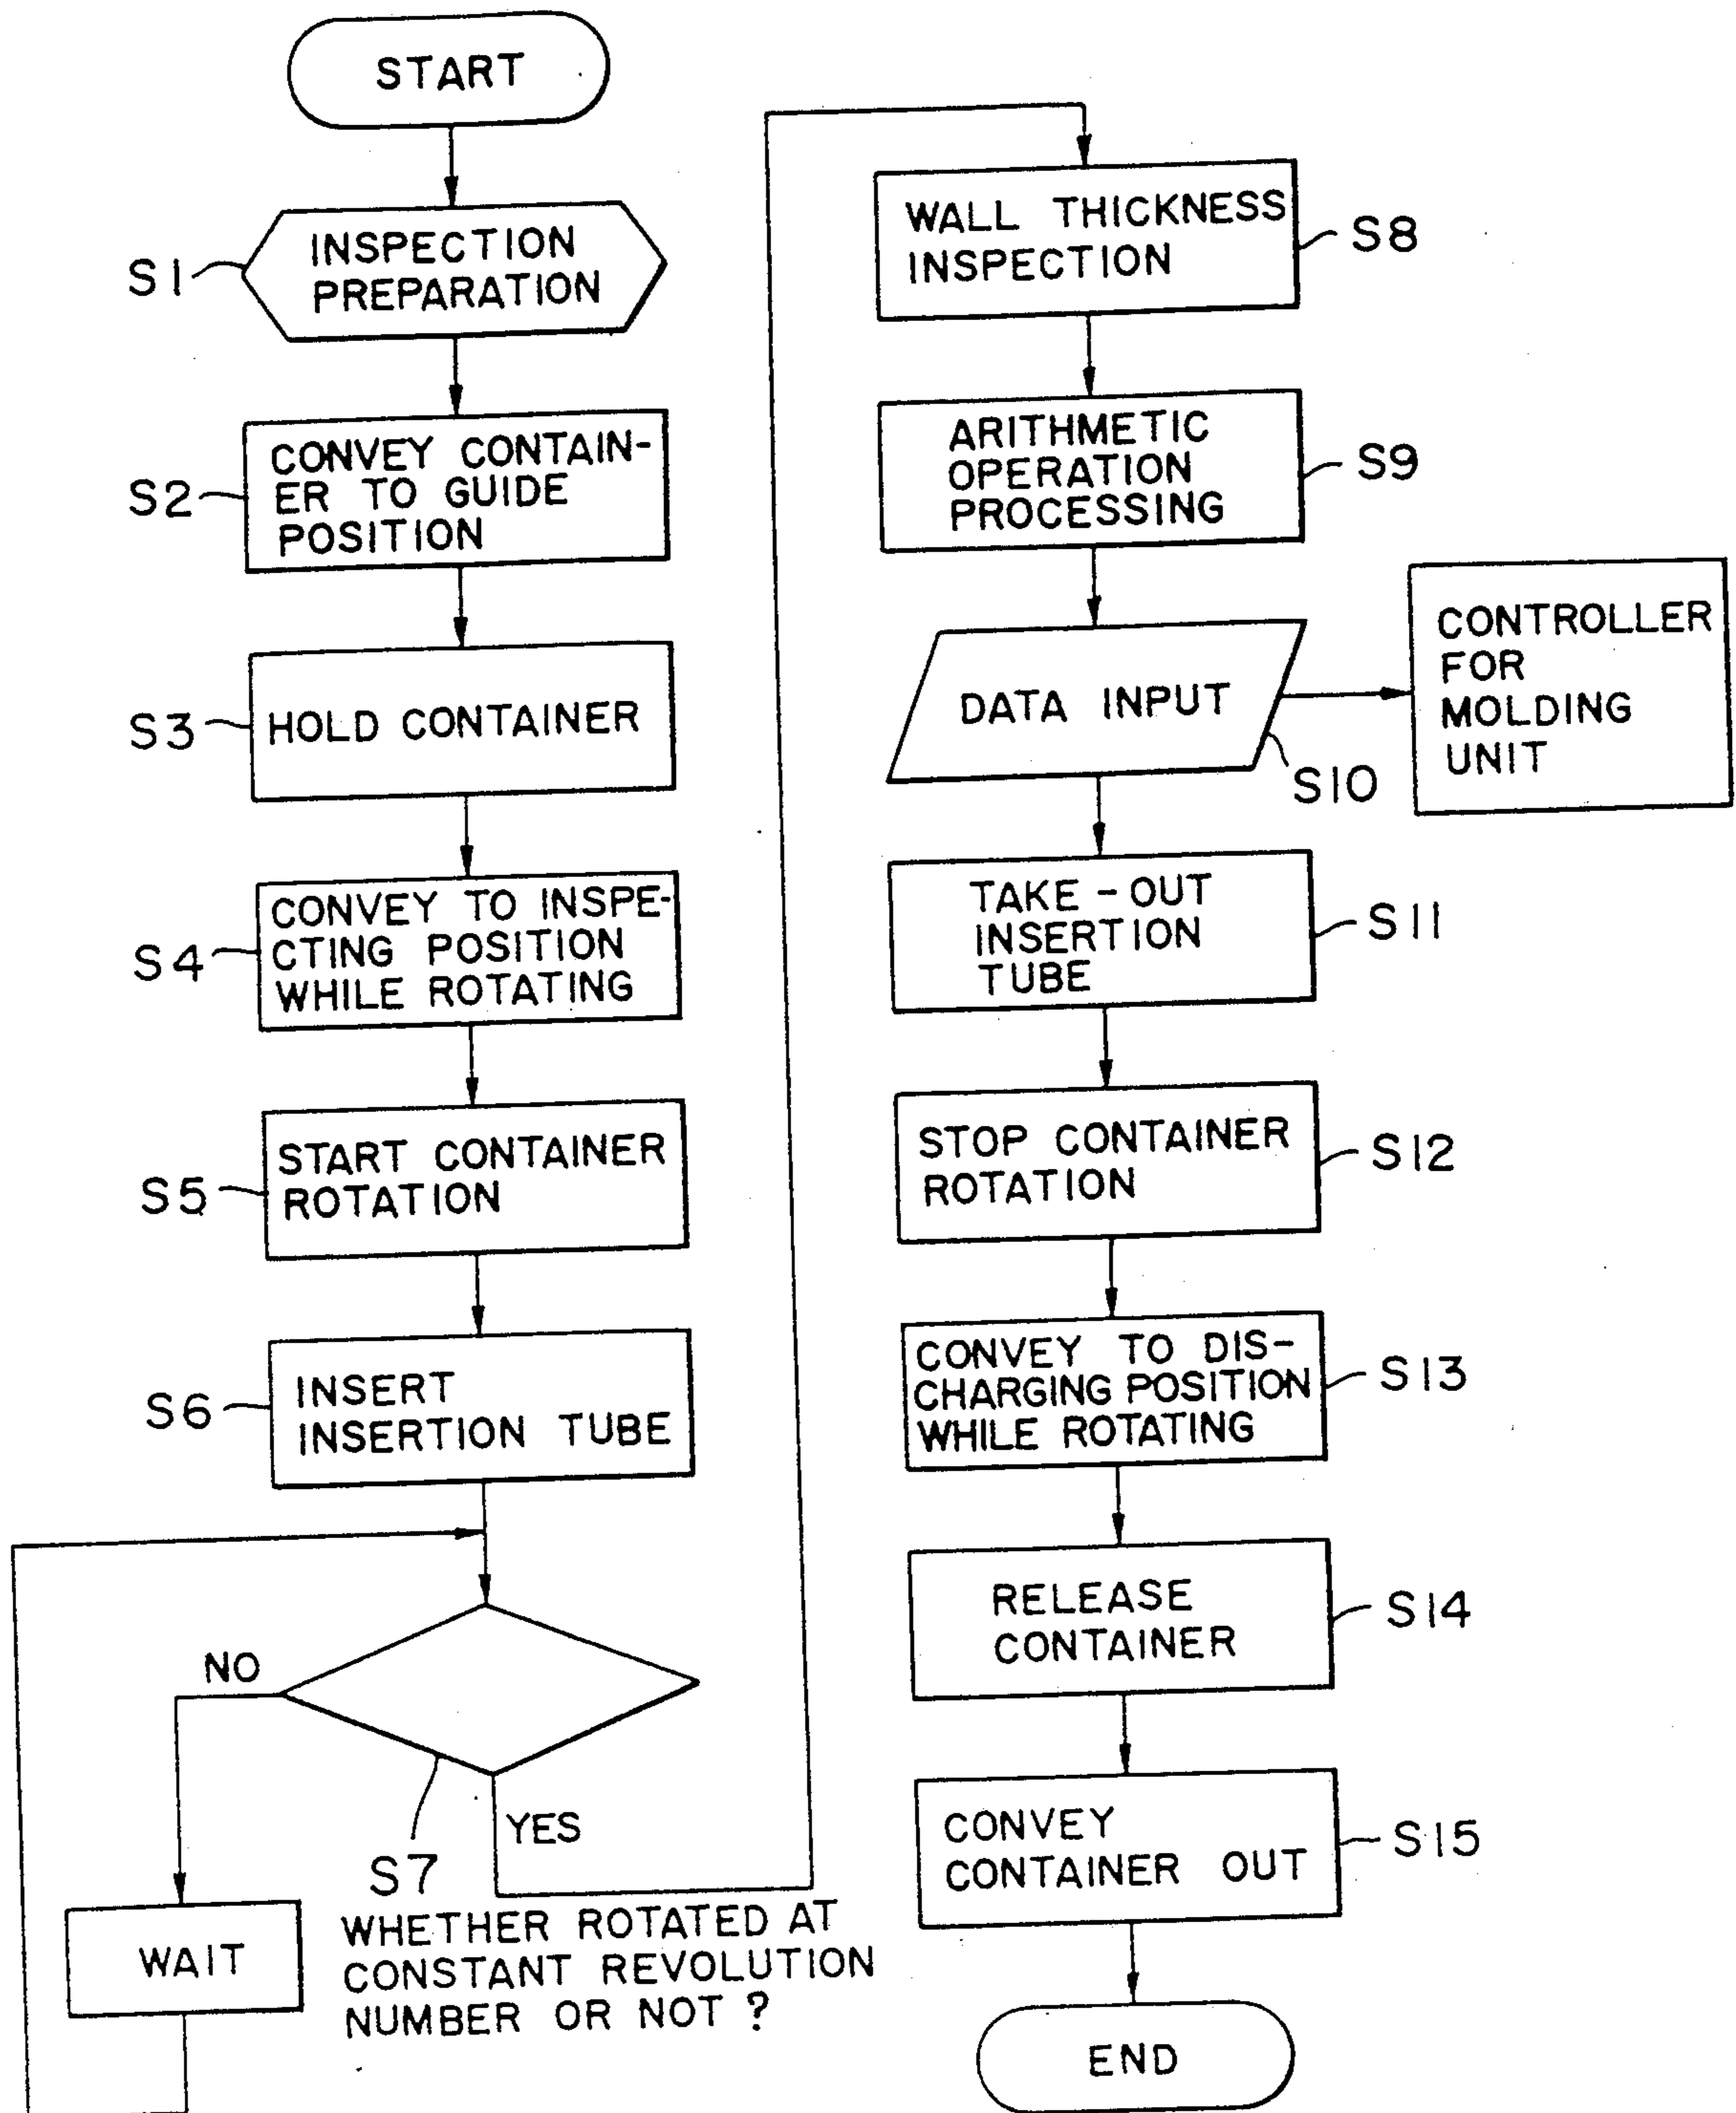 START
S1
INSPECTION
PREPARATION
S2
CONVEY CONTAIN-
ER TO GUIDE
POSITION
S3
HOLD CONTAINER
S4
CONVEY TO INSPE-
CTING POSITION
WHILE ROTATING
S5
START CONTAINER
ROTATION
S6
INSERT
INSERTION TUBE
NO
YES
S7
WHETHER ROTATED AT
CONSTANT REVOLUTION
NUMBER OR NOT ?
WAIT
WALL THICKNESS
INSPECTION
S8
ARITHMETIC
OPERATION
PROCESSING
S9
DATA INPUT
S10
CONTROLLER
FOR
MOLDING
UNIT
TAKE-OUT
INSERTION
TUBE
S11
STOP CONTAINER
ROTATION
S12
CONVEY TO DIS-
CHARGING POSITION
WHILE ROTATING
S13
RELEASE
CONTAINER
S14
CONVEY
CONTAINER OUT
S15
END